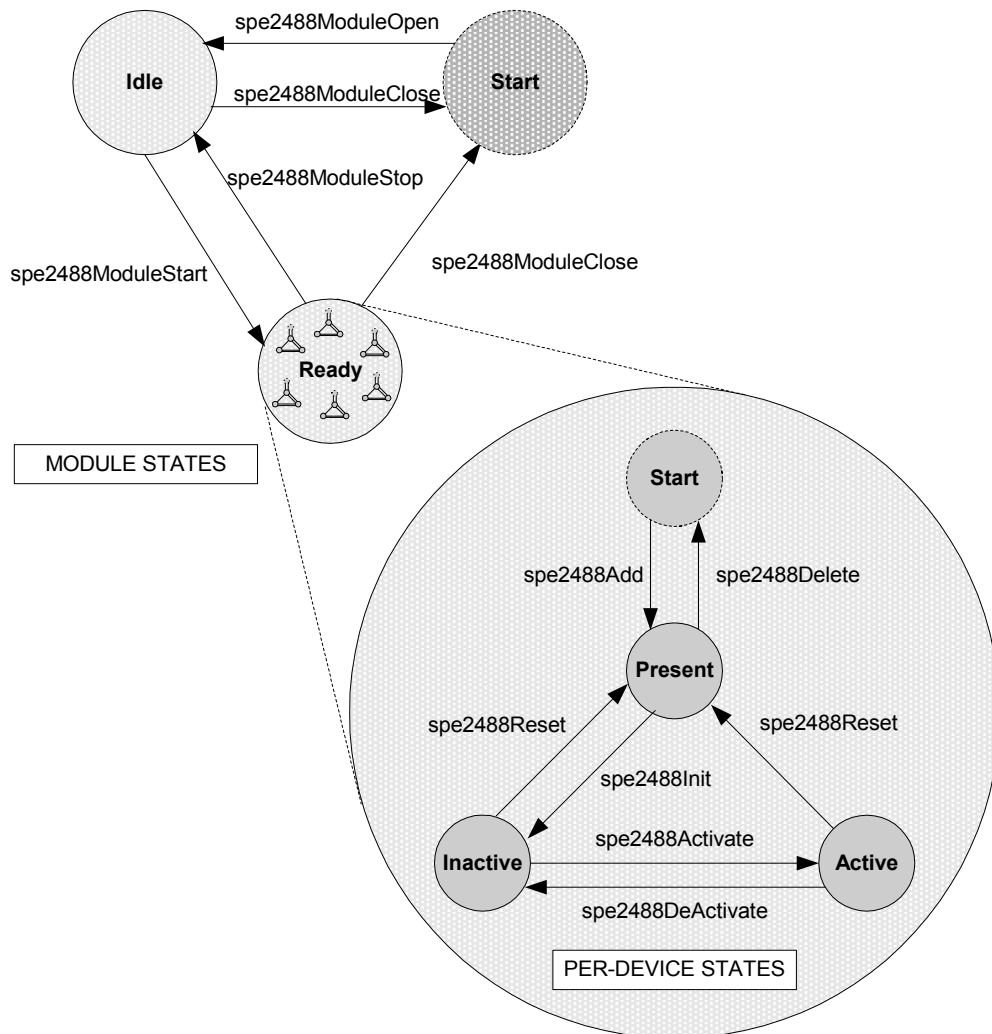 spe2488ModuleOpen
Idle
Start
spe2488ModuleClose
spe2488ModuleStop
spe2488ModuleClose
spe2488ModuleStart
Ready
MODULE STATES
Start
spe2488Add
spe2488Delete
Present
spe2488Reset
spe2488Reset
spe2488Init
spe2488Activate
Inactive
Active
spe2488DeActivate
PER-DEVICE STATES